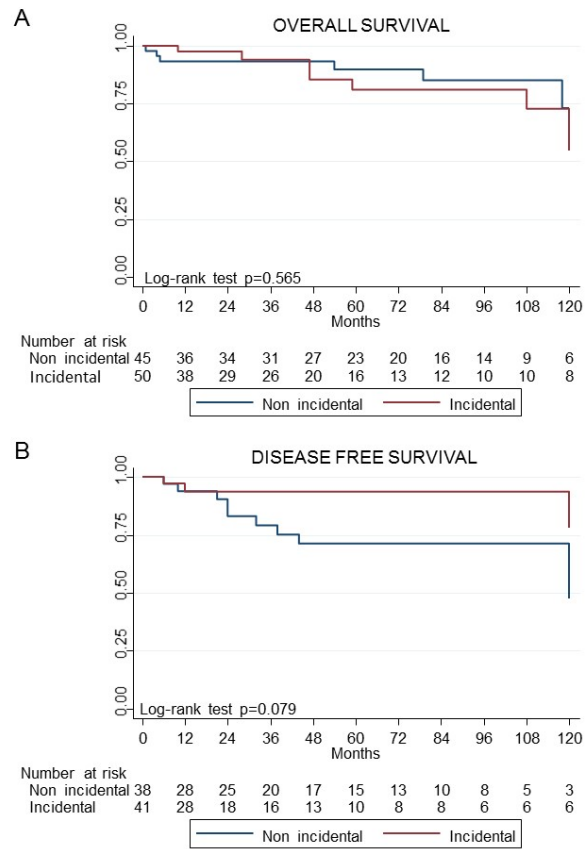 A
OVERALL SURVIVAL
1.00
0.75
0.50
0.25
0.00
Log-rank test p=0.565
0 12 24 36 48 60 72 84 96 108 120
Months
Number at risk
Non incidental 45 36 34 31 27 23 20 16 14 9 6
Incidental 50 38 29 26 20 16 13 12 10 10 8
Non incidental Incidental
B
DISEASE FREE SURVIVAL
1.00
0.75
0.50
0.25
0.00
Log-rank test p=0.079
0 12 24 36 48 60 72 84 96 108 120
Months
Number at risk
Non incidental 38 28 25 20 17 15 13 10 8 5 3
Incidental 41 28 18 16 13 10 8 8 6 6 6
Non incidental Incidental